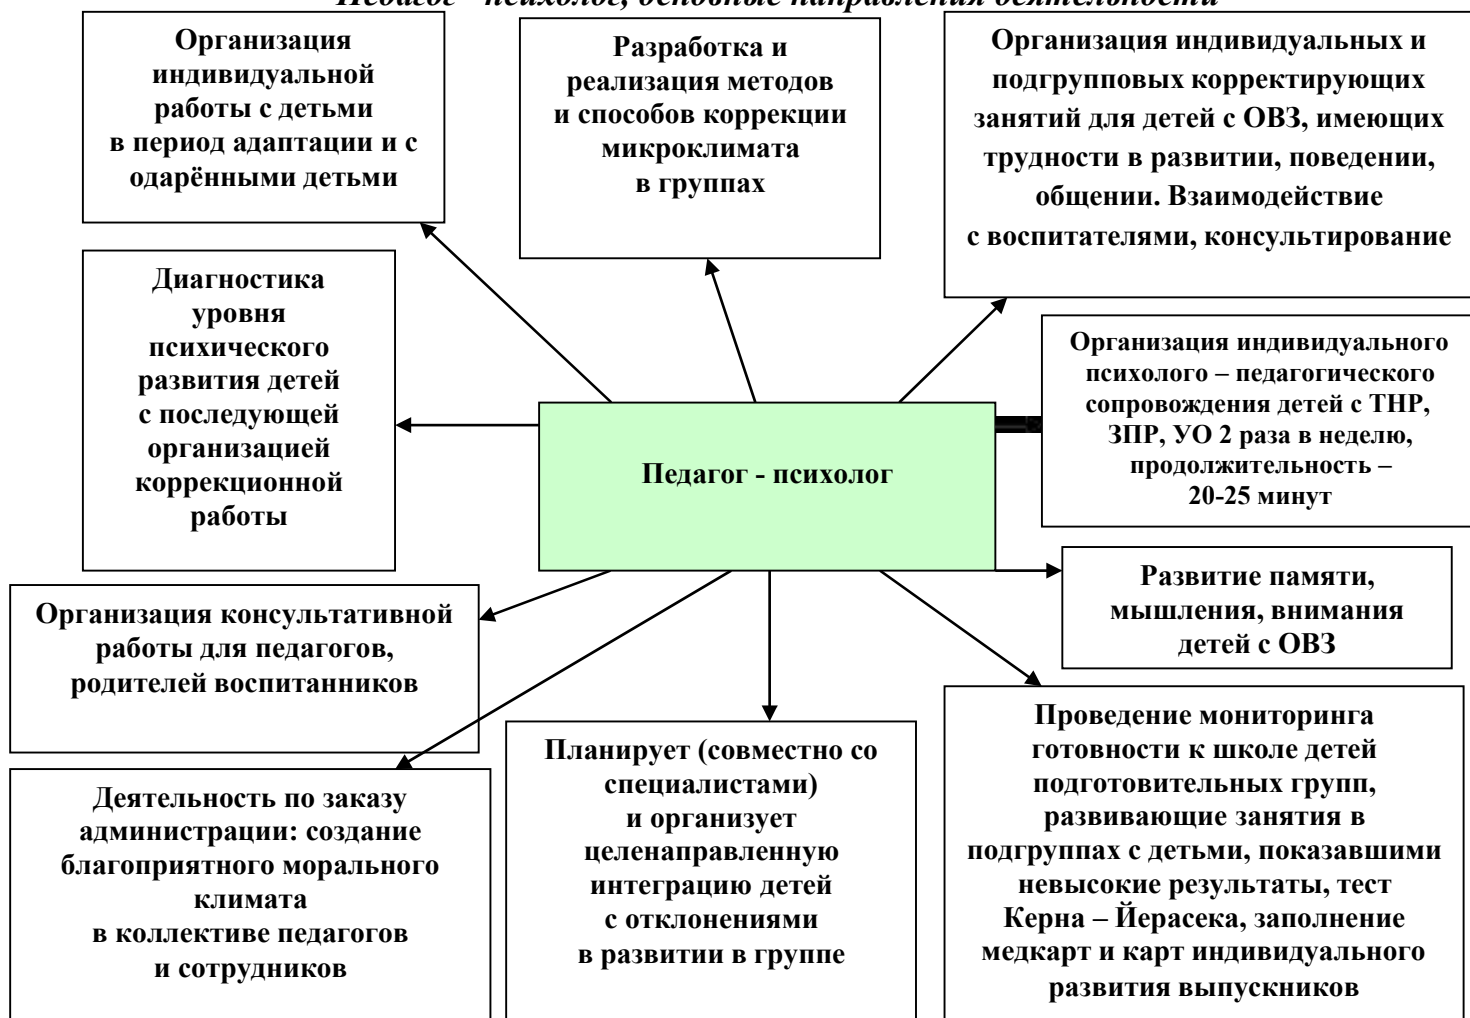 Педагог - психолог, основные направления деятельности
Организация
индивидуальной
работы с детьми
в период адаптации и с
одарёнными детьми
Разработка и
реализация методов
и способов коррекции
микроклимата
в группах
Организация индивидуальных и
подгрупповых корректирующих
занятий для детей с ОВЗ, имеющих
трудности в развитии, поведении,
общении. Взаимодействие
с воспитателями, консультирование
Диагностика
уровня
психического
развития детей
с последующей
организацией
коррекционной
работы
Организация индивидуального
психолого – педагогического
сопровождения детей с ТНР,
ЗПР, УО 2 раза в неделю,
продолжительность –
20-25 минут
Педагог - психолог
Развитие памяти,
мышления, внимания
детей с ОВЗ
Организация консультативной
работы для педагогов,
родителей воспитанников
Деятельность по заказу
администрации: создание
благоприятного морального
климата
в коллективе педагогов
и сотрудников
Планирует (совместно со
специалистами)
и организует
целенаправленную
интеграцию детей
с отклонениями
в развитии в группе
Проведение мониторинга
готовности к школе детей
подготовительных групп,
развивающие занятия в
подгруппах с детьми, показавшими
невысокие результаты, тест
Керна – Йерасека, заполнение
медкарт и карт индивидуального
развития выпускников